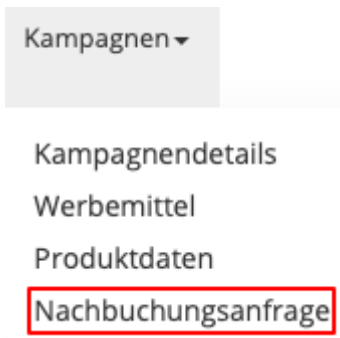 Kampagnen
Kampagnendetails
Werbemittel
Produktdaten
Nachbuchungsanfrage